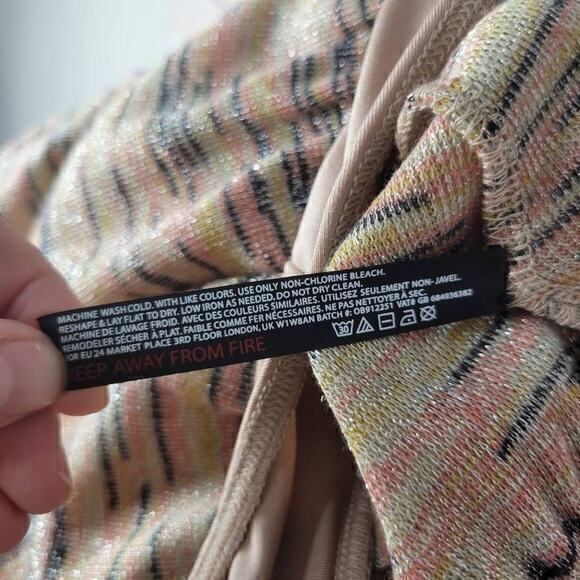 MACHINE WASH COLD. WITH LIKE COLORS. USE ONLY NON-CHLORINE BLEACH.
RESHAPE & LAY FLAT TO DRY. LOW IRON AS NEEDED. DO NOT DRY CLEAN.
MACHINE DE LAVAGE FROID. AVEC DES COULEURS SIMILAIRES. UTILISEZ SEULEMENT NON-JAVEL.
REMODELER SÉCHER À PLAT. FAIBLE COMME FER NÉCESSAIRES. NE PAS NETTOYER À SEC.
FOR EU 24 MARKET PLACE 3RD FLOOR LONDON, UK W1W8AN BATCH #: OB912251 VAT# GB 684936382
KEEP AWAY FROM FIRE
30